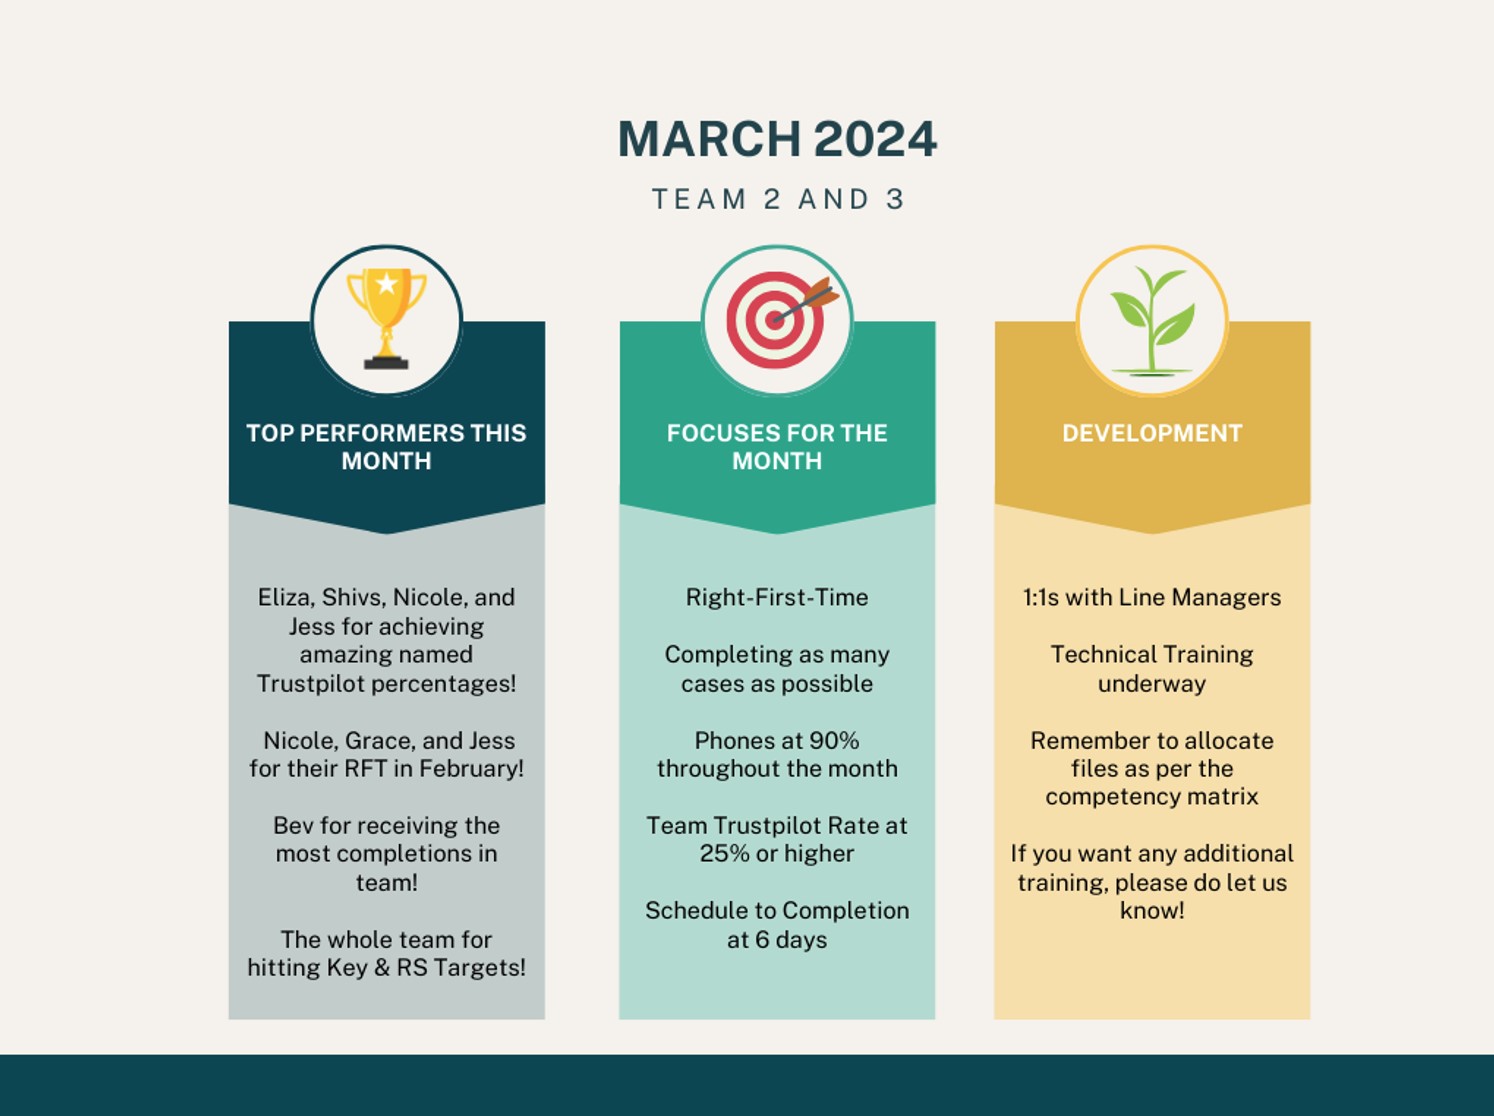 MARCH 2024
TEAM 2 AND 3
TOP PERFORMERS THIS
MONTH
Eliza, Shivs, Nicole, and
Jess for achieving
amazing named
Trustpilot percentages!
Nicole, Grace, and Jess
for their RFT in February!
Bev for receiving the
most completions in
team!
The whole team for
hitting Key & RS Targets!
FOCUSES FOR THE
MONTH
Right-First-Time
Completing as many
cases as possible
Phones at 90%
throughout the month
Team Trustpilot Rate at
25% or higher
Schedule to Completion
at 6 days
DEVELOPMENT
1:1s with Line Managers
Technical Training
underway
Remember to allocate
files as per the
competency matrix
If you want any additional
training, please do let us
know!